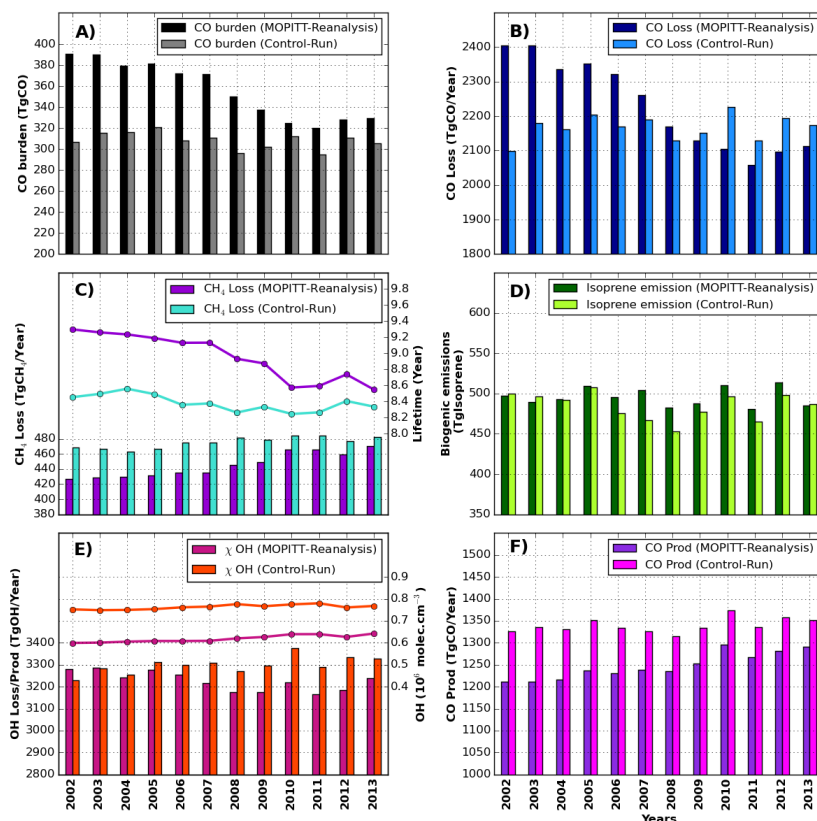 A)
CO burden (MOPITT-Reanalysis)
CO burden (Control-Run)
CO burden (TgCO)
380
360
340
320
300
280
260
240
220
200
B)
CO Loss (MOPITT-Reanalysis)
CO Loss (Control-Run)
CO Loss (TgCO/Year)
2400
2300
2200
2100
2000
1900
1800
C)
CH₄ Loss (MOPITT-Reanalysis)
CH₄ Loss (Control-Run)
CH₄ Loss (TgCH₄/Year)
480
460
440
420
400
380
9.8
9.6
9.4
9.2
9.0
8.8
8.6
8.4
8.2
8.0
Lifetime (Year)
D)
Isoprene emission (MOPITT-Reanalysis)
Isoprene emission (Control-Run)
Biogenic emissions
(TgIsoprene)
600
550
500
450
400
350
E)
χ OH (MOPITT-Reanalysis)
χ OH (Control-Run)
OH Loss/Prod (TgOH/Year)
3400
3300
3200
3100
3000
2900
2800
0.9
0.8
0.7
0.6
0.5
0.4
OH (10⁶ molec.cm⁻³)
2002 2003 2004 2005 2006 2007 2008 2009 2010 2011 2012 2013
F)
CO Prod (MOPITT-Reanalysis)
CO Prod (Control-Run)
CO Prod (TgCO/Year)
1500
1450
1400
1350
1300
1250
1200
1150
1100
1050
1000
2002 2003 2004 2005 2006 2007 2008 2009 2010 2011 2012 2013
Years